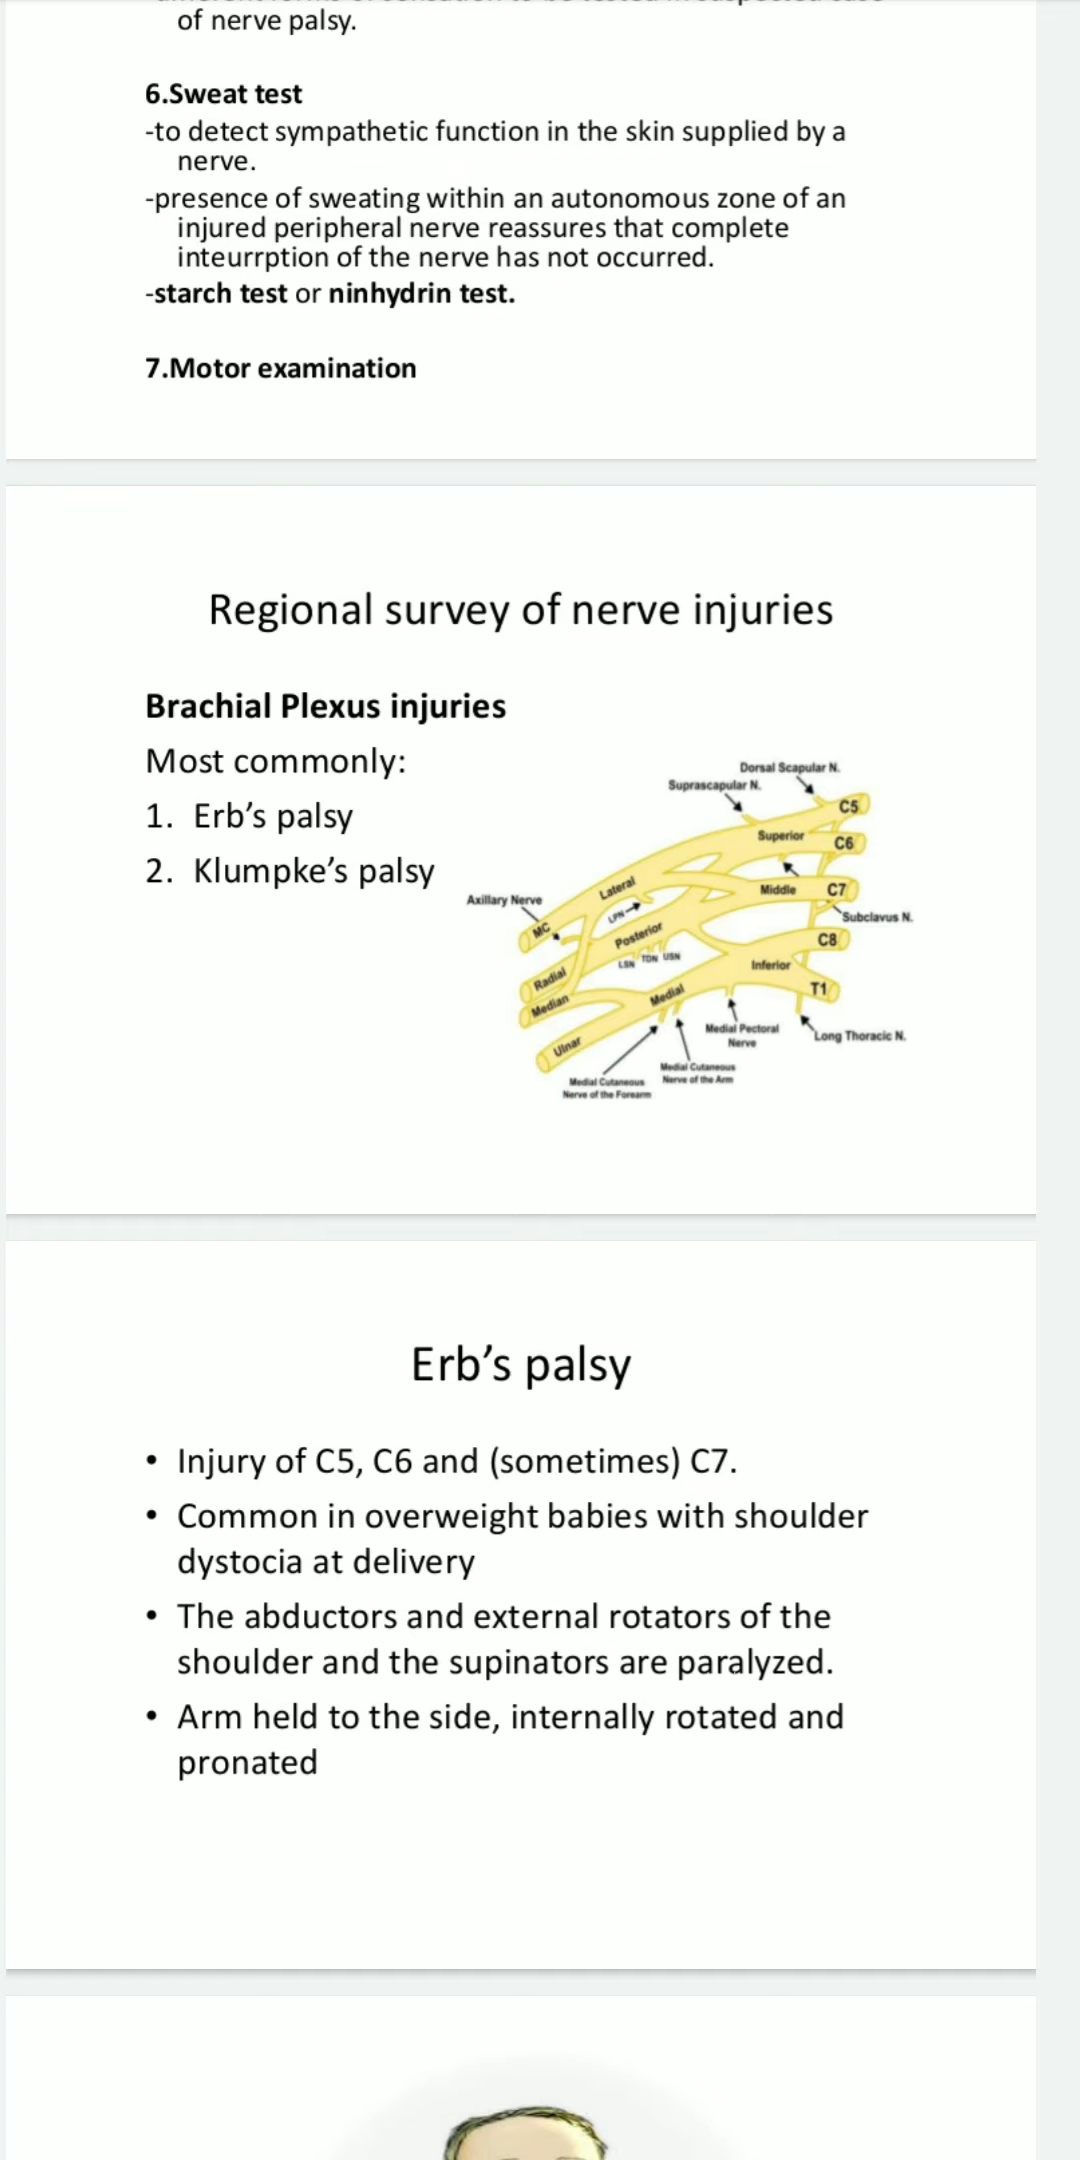 of nerve palsy.
6.Sweat test
-to detect sympathetic function in the skin supplied by a
nerve.
-presence of sweating within an autonomous zone of an
injured peripheral nerve reassures that complete
inteurrption of the nerve has not occurred.
-starch test or ninhydrin test.
7.Motor examination
Regional survey of nerve injuries
Brachial Plexus injuries
Most commonly:
1. Erb's palsy
2. Klumpke's palsy
Dorsal Scapular N.
Suprascapular N.
C5
Superior
C6
Lateral
Middle
C7
Axillary Nerve
LPN
Subclavus N.
MC
Posterior
C8
LSN TDN USN
Inferior
Radial
T1
Median
Medial
Medial Pectoral
Nerve
Long Thoracic N.
Ulnar
Medial Cutaneous
Nerve of the Arm
Medial Cutaneous
Nerve of the Forearm
Erb's palsy
• Injury of C5, C6 and (sometimes) C7.
• Common in overweight babies with shoulder
dystocia at delivery
• The abductors and external rotators of the
shoulder and the supinators are paralyzed.
• Arm held to the side, internally rotated and
pronated